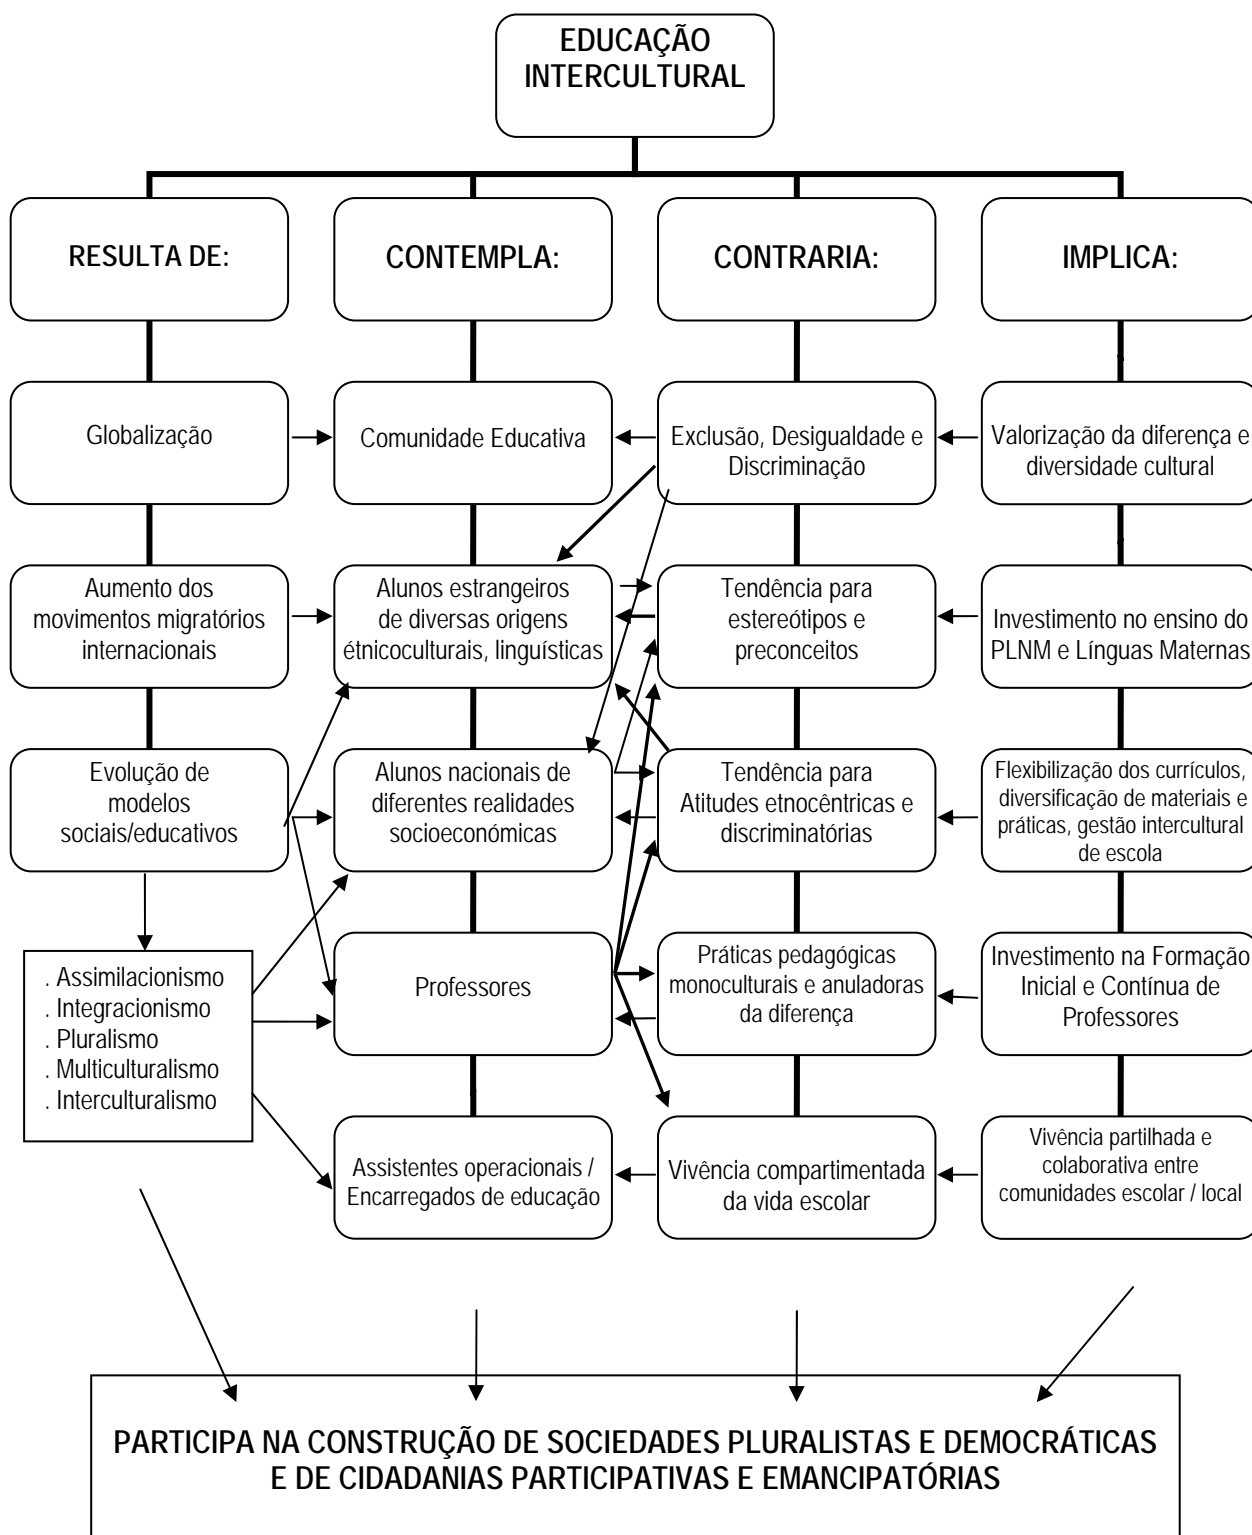 EDUCAÇÃO
INTERCULTURAL
RESULTA DE:
CONTEMPLA:
CONTRARIA:
IMPLICA:
Globalização
Comunidade Educativa
Exclusão, Desigualdade e
Discriminação
Valorização da diferença e
diversidade cultural
Aumento dos
movimentos migratórios
internacionais
Alunos estrangeiros
de diversas origens
étnicoculturais, linguísticas
Tendência para
estereótipos e
preconceitos
Investimento no ensino do
PLNM e Línguas Maternas
Evolução de
modelos
sociais/educativos
Alunos nacionais de
diferentes realidades
socioeconómicas
Tendência para
Atitudes etnocêntricas e
discriminatórias
Flexibilização dos currículos,
diversificação de materiais e
práticas, gestão intercultural
de escola
. Assimilacionismo
. Integracionismo
. Pluralismo
. Multiculturalismo
. Interculturalismo
Professores
Práticas pedagógicas
monoculturais e anuladoras
da diferença
Investimento na Formação
Inicial e Contínua de
Professores
Assistentes operacionais /
Encarregados de educação
Vivência compartimentada
da vida escolar
Vivência partilhada e
colaborativa entre
comunidades escolar / local
PARTICIPA NA CONSTRUÇÃO DE SOCIEDADES PLURALISTAS E DEMOCRÁTICAS
E DE CIDADANIAS PARTICIPATIVAS E EMANCIPATÓRIAS